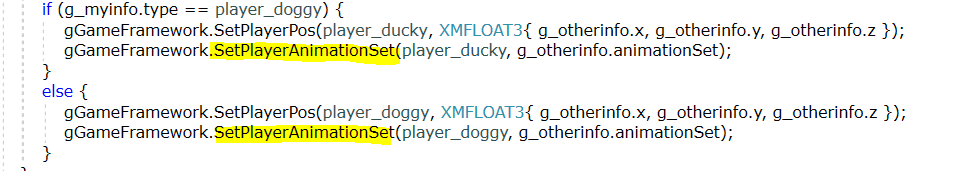 if (g_myinfo.type == player_doggy) {
gGameFramework.SetPlayerPos(player_ducky, XMFLOAT3{ g_otherinfo.x, g_otherinfo.y, g_otherinfo.z });
gGameFramework.SetPlayerAnimationSet(player_ducky, g_otherinfo.animationSet);
}
else {
gGameFramework.SetPlayerPos(player_doggy, XMFLOAT3{ g_otherinfo.x, g_otherinfo.y, g_otherinfo.z });
gGameFramework.SetPlayerAnimationSet(player_doggy, g_otherinfo.animationSet);
}